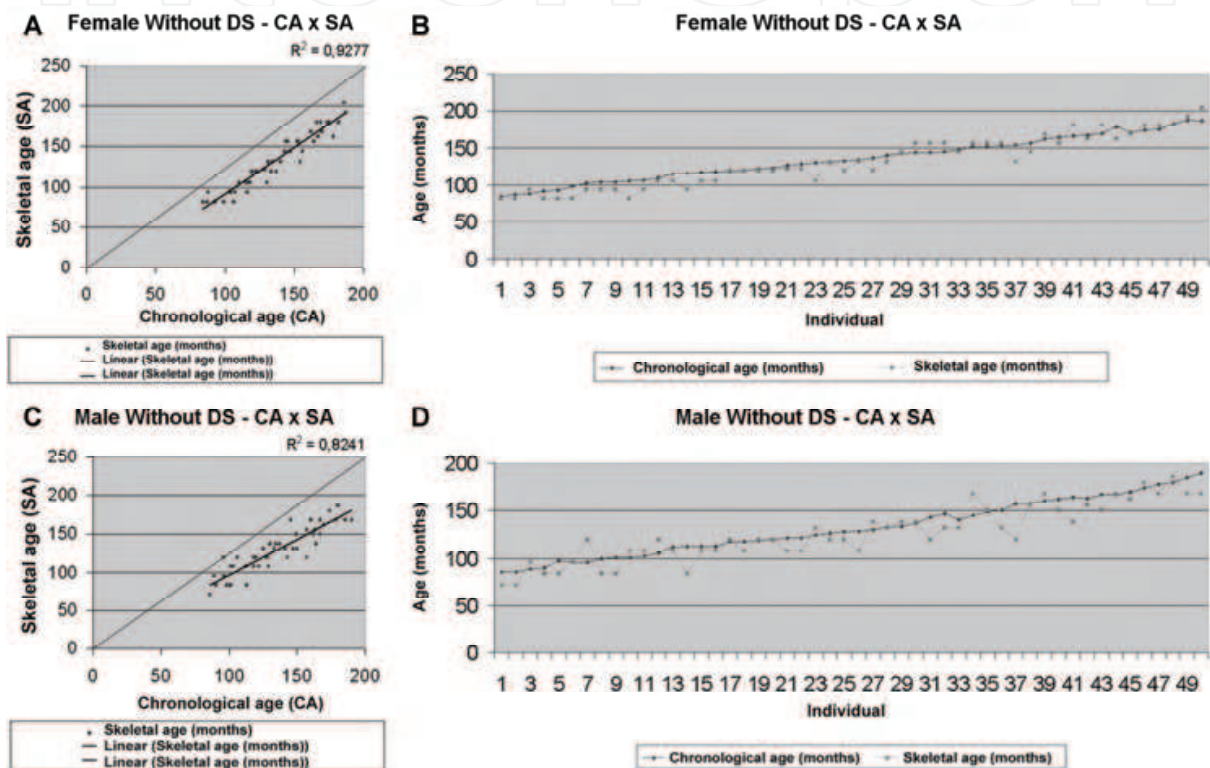 A Female Without DS - CA x SA
R² = 0,9277
Skeletal age (SA)
250
200
150
100
50
0
0 50 100 150 200
Chronological age (CA)
Skeletal age (months)
Linear (Skeletal age (months))
Linear (Skeletal age (months))
B Female Without DS - CA x SA
Age (months)
250
200
150
100
50
0
1 3 5 7 9 11 13 15 17 19 21 23 25 27 29 31 33 35 37 39 41 43 45 47 49
Individual
Chronological age (months) Skeletal age (months)
C Male Without DS - CA x SA
R² = 0,8241
Skeletal age (SA)
250
200
150
100
50
0
0 50 100 150 200
Chronological age (CA)
Skeletal age (months)
Linear (Skeletal age (months))
Linear (Skeletal age (months))
D Male Without DS - CA x SA
Age (months)
200
150
100
50
0
1 3 5 7 9 11 13 15 17 19 21 23 25 27 29 31 33 35 37 39 41 43 45 47 49
Individual
Chronological age (months) Skeletal age (months)